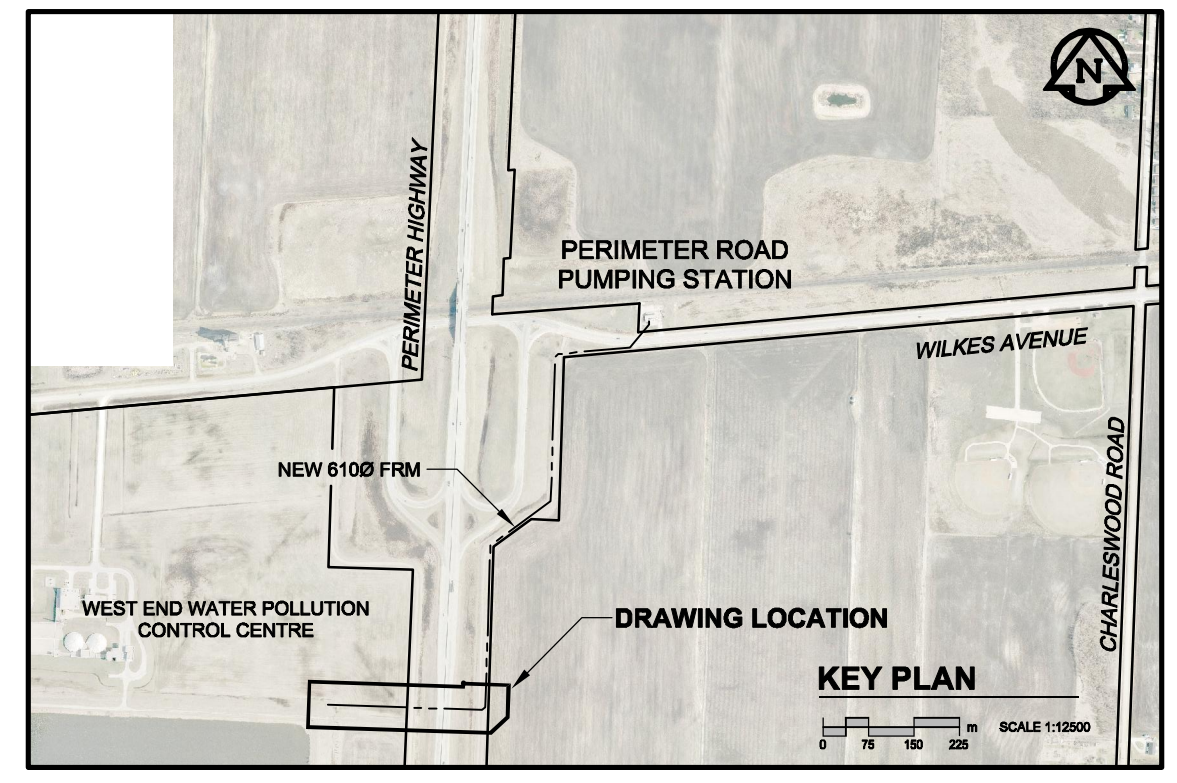 N
PERIMETER HIGHWAY
PERIMETER ROAD
PUMPING STATION
WILKES AVENUE
NEW 610Ø FRM
CHARLESWOOD ROAD
WEST END WATER POLLUTION
CONTROL CENTRE
DRAWING LOCATION
KEY PLAN
m SCALE 1:12500
0 75 150 225